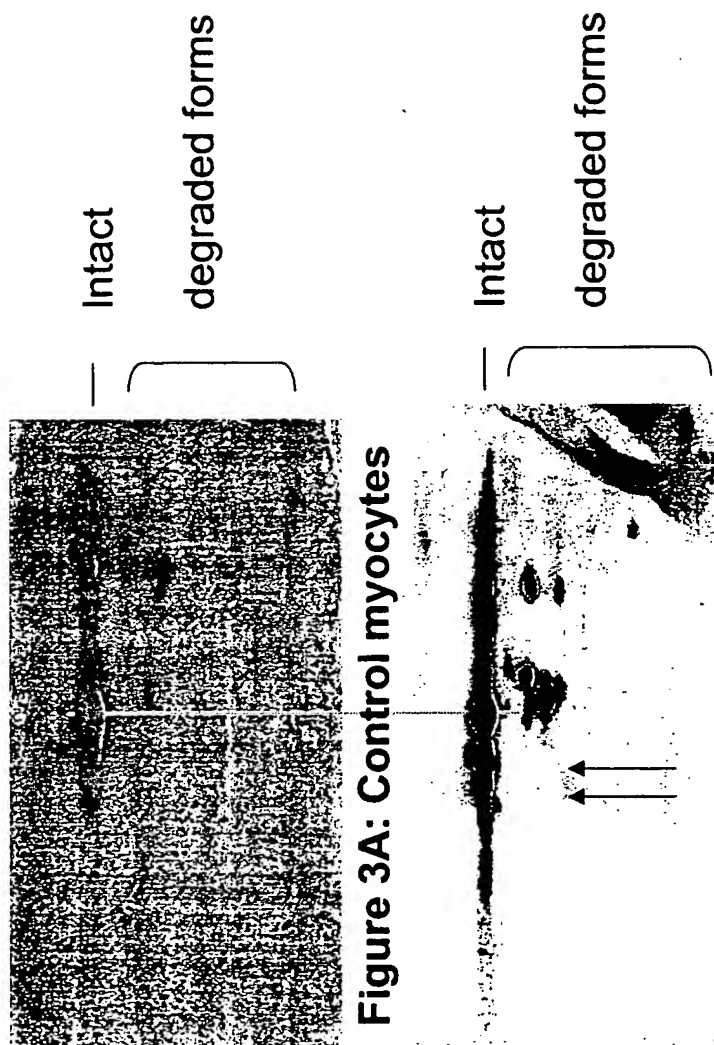 Intact
degraded forms
Figure 3A: Control myocytes
Intact
degraded forms